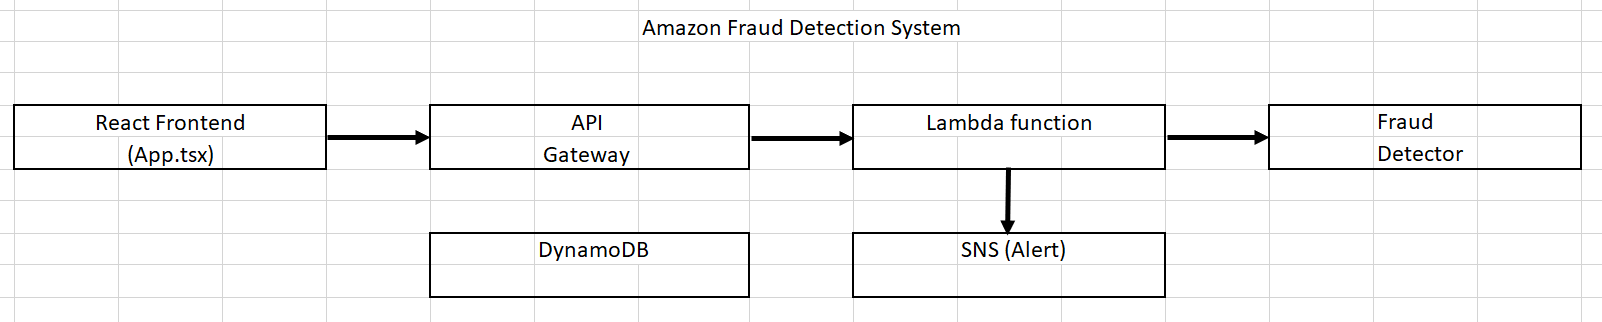 Amazon Fraud Detection System
React Frontend
(App.tsx)
API
Gateway
Lambda function
Fraud
Detector
DynamoDB
SNS (Alert)